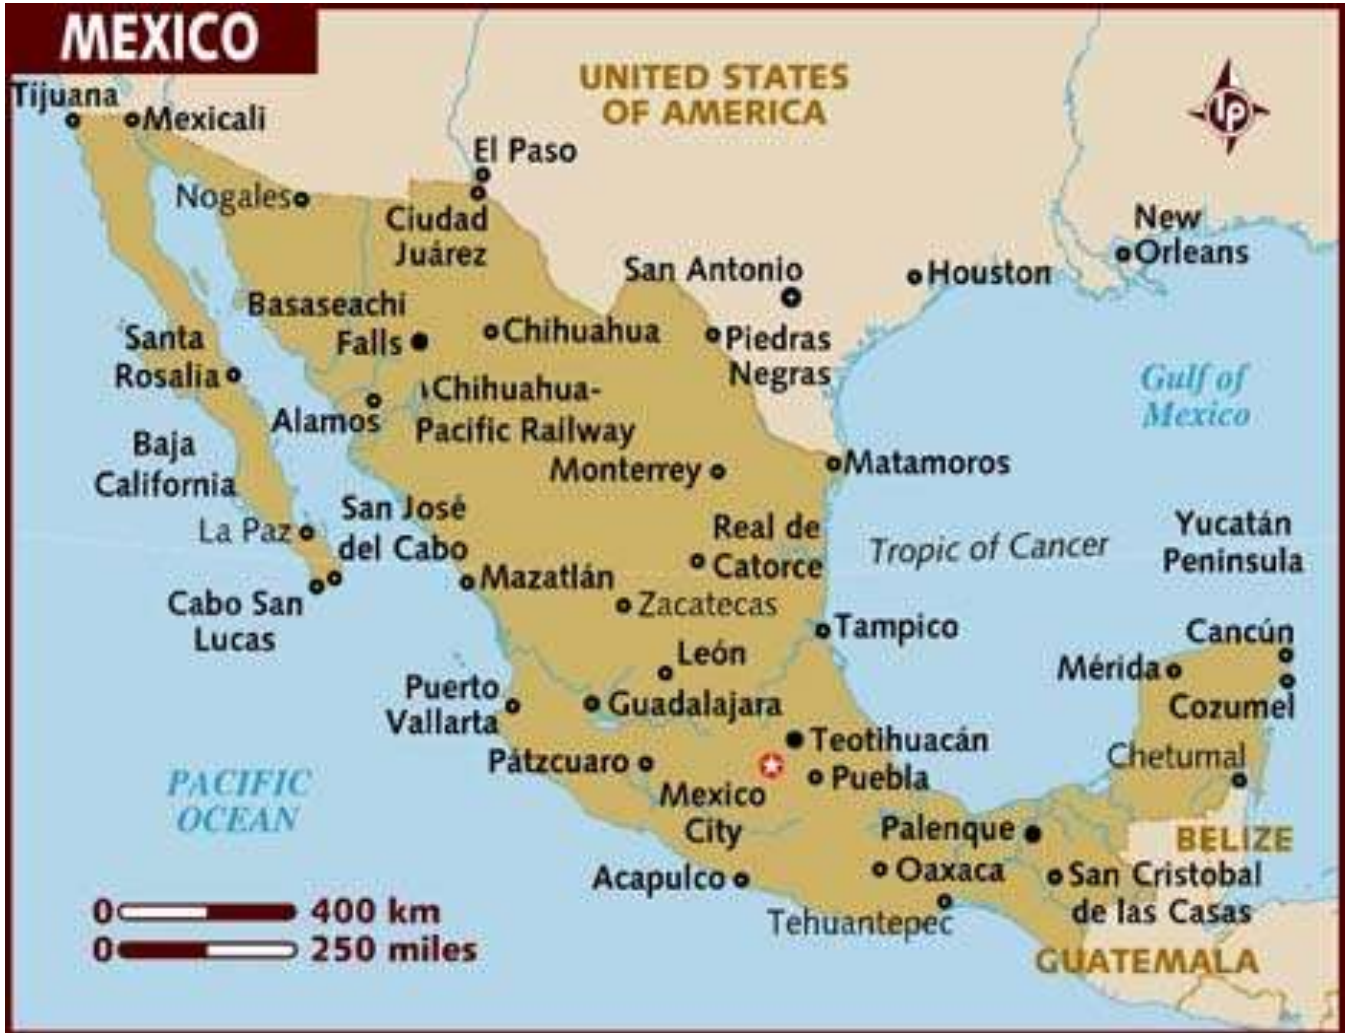 MEXICO
UNITED STATES
OF AMERICA
LP
Tijuana
Mexicali
El Paso
Nogales
Ciudad
Juárez
New
Orleans
San Antonio
Houston
Basaseachi
Falls
Chihuahua
Piedras
Negras
Santa
Rosalia
Gulf of
Mexico
Alamos
Chihuahua-
Pacific Railway
Baja
California
Monterrey
Matamoros
La Paz
San José
del Cabo
Real de
Catorce
Tropic of Cancer
Yucatán
Peninsula
Mazatlán
Zacatecas
Cabo San
Lucas
Tampico
Cancún
León
Mérida
Puerto
Vallarta
Guadalajara
Cozumel
Teotihuacán
Chetumal
Pátzcuaro
Puebla
PACIFIC
OCEAN
Mexico
City
Palenque
BELIZE
Acapulco
Oaxaca
San Cristobal
de las Casas
Tehuantepec
0 400 km
0 250 miles
GUATEMALA